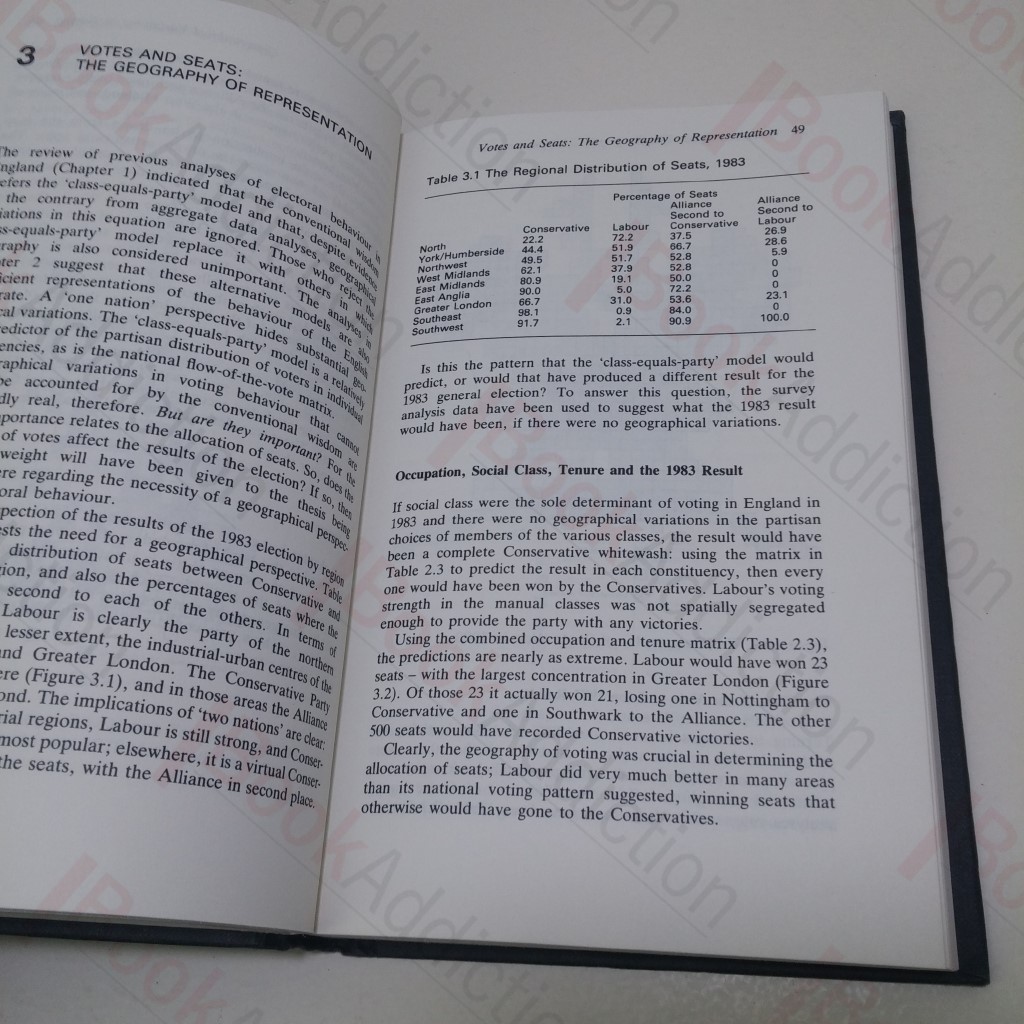 3
VOTES AND SEATS:
THE GEOGRAPHY OF REPRESENTATION
The review of previous analyses of electoral behaviour in
England (Chapter 1) indicated that the conventional wisdom
the 'class-equals-party' model and that, despite evidence
the contrary from aggregate data analyses, geographical
in this equation are ignored. Those who reject the
model replace it with others in which
is also considered unimportant. The analyses in
2 suggest that these alternative models are also
representations of the behaviour of the English
A 'one nation' perspective hides substantial geo-
variations. The 'class-equals-party' model is a relatively
of the partisan distribution of voters in individual
as is the national flow-of-the-vote matrix.
variations in voting behaviour that cannot
be accounted for by the conventional wisdom are
real, therefore. But are they important? For the
relates to the allocation of seats. So, does the
of votes affect the results of the election? If so, then
weight will have been given to the thesis being
regarding the necessity of a geographical perspec-
behaviour.
of the results of the 1983 election by region
the need for a geographical perspective. Table
distribution of seats between Conservative and
and also the percentages of seats where the
second to each of the others. In terms of
Labour is clearly the party of the northern
lesser extent, the industrial-urban centres of the
and Greater London. The Conservative Party
(Figure 3.1), and in those areas the Alliance
The implications of 'two nations' are clear:
regions, Labour is still strong, and Conser-
most popular; elsewhere, it is a virtual Conser-
the seats, with the Alliance in second place.
Votes and Seats: The Geography of Representation 49
Table 3.1 The Regional Distribution of Seats, 1983
Percentage of Seats
Alliance Alliance
Second to Second to
Conservative Labour Conservative Labour
North 22.2 72.2 37.5 26.9
York/Humberside 44.4 51.9 66.7 28.6
Northwest 49.5 51.7 52.8 5.9
West Midlands 62.1 37.9 52.8 0
East Midlands 80.9 19.1 50.0 0
East Anglia 90.0 5.0 72.2 0
Greater London 66.7 31.0 53.6 23.1
Southeast 98.1 0.9 84.0 0
Southwest 91.7 2.1 90.9 100.0
Is this the pattern that the 'class-equals-party' model would
predict, or would that have produced a different result for the
1983 general election? To answer this question, the survey
analysis data have been used to suggest what the 1983 result
would have been, if there were no geographical variations.
Occupation, Social Class, Tenure and the 1983 Result
If social class were the sole determinant of voting in England in
1983 and there were no geographical variations in the partisan
choices of members of the various classes, the result would have
been a complete Conservative whitewash: using the matrix in
Table 2.3 to predict the result in each constituency, then every
one would have been won by the Conservatives. Labour's voting
strength in the manual classes was not spatially segregated
enough to provide the party with any victories.
Using the combined occupation and tenure matrix (Table 2.3),
the predictions are nearly as extreme. Labour would have won 23
seats – with the largest concentration in Greater London (Figure
3.2). Of those 23 it actually won 21, losing one in Nottingham to
Conservative and one in Southwark to the Alliance. The other
500 seats would have recorded Conservative victories.
Clearly, the geography of voting was crucial in determining the
allocation of seats; Labour did very much better in many areas
than its national voting pattern suggested, winning seats that
otherwise would have gone to the Conservatives.
BookAddiction